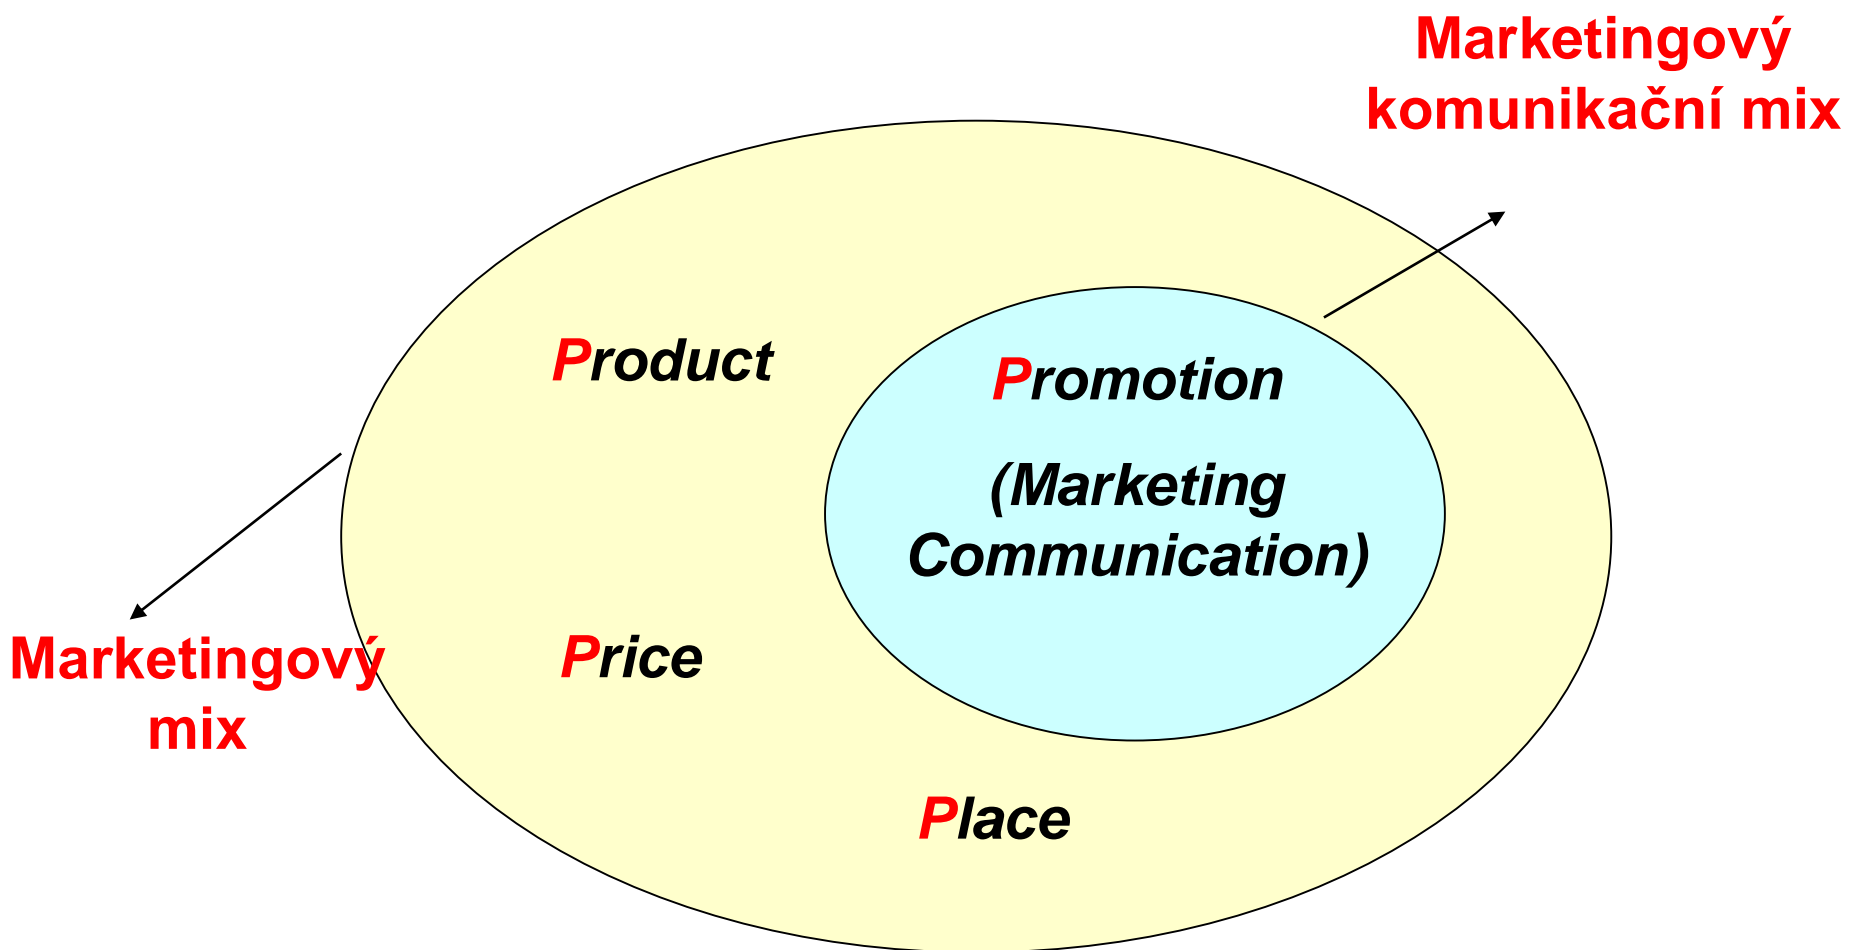 Marketingový
komunikační mix
Product
Promotion
(Marketing
Communication)
Marketingový
mix
Price
Place